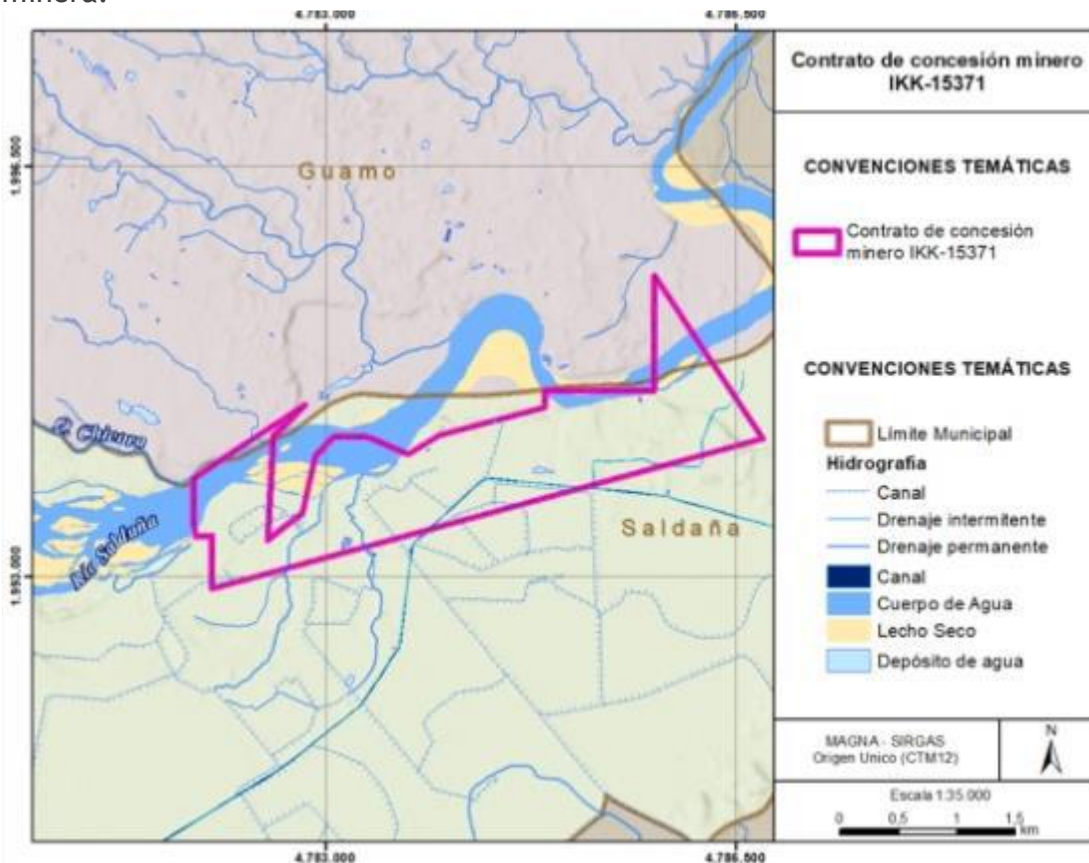 minera.
4.783.000
4.786.500
Contrato de concesión minero
IKK-15371
CONVENCIONES TEMÁTICAS
Contrato de concesión
minero IKK-15371
CONVENCIONES TEMÁTICAS
Límite Municipal
Hidrografia
Canal
Drenaje intermitente
Drenaje permanente
Canal
Cuerpo de Agua
Lecho Seco
Depósito de agua
MAGNA - SIRGAS
Origen Unico (CTM12)
N
Escala 1:35.000
0 0,5 1 1,5
km
1.996.500
Guamo
Río Saldaña
Saldaña
1.993.000
4.783.000
4.786.500